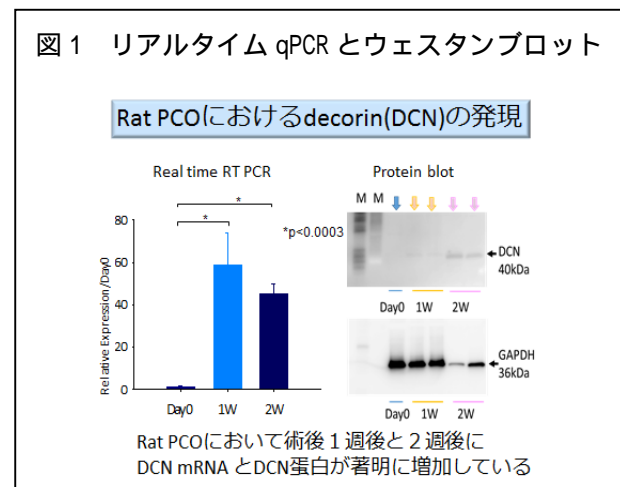 図1 リアルタイム qPCR とウェスタンブロット
Rat PCOにおけるdecorin(DCN)の発現
Real time RT PCR
Protein blot
M M
*
*
*p<0.0003
80
60
40
20
0
Relative Expression/Day0
Day0 1W 2W
DCN
40kDa
Day0 1W 2W
GAPDH
36kDa
Day0 1W 2W
Rat PCOにおいて術後1週後と2週後に
DCN mRNA とDCN蛋白が著明に増加している